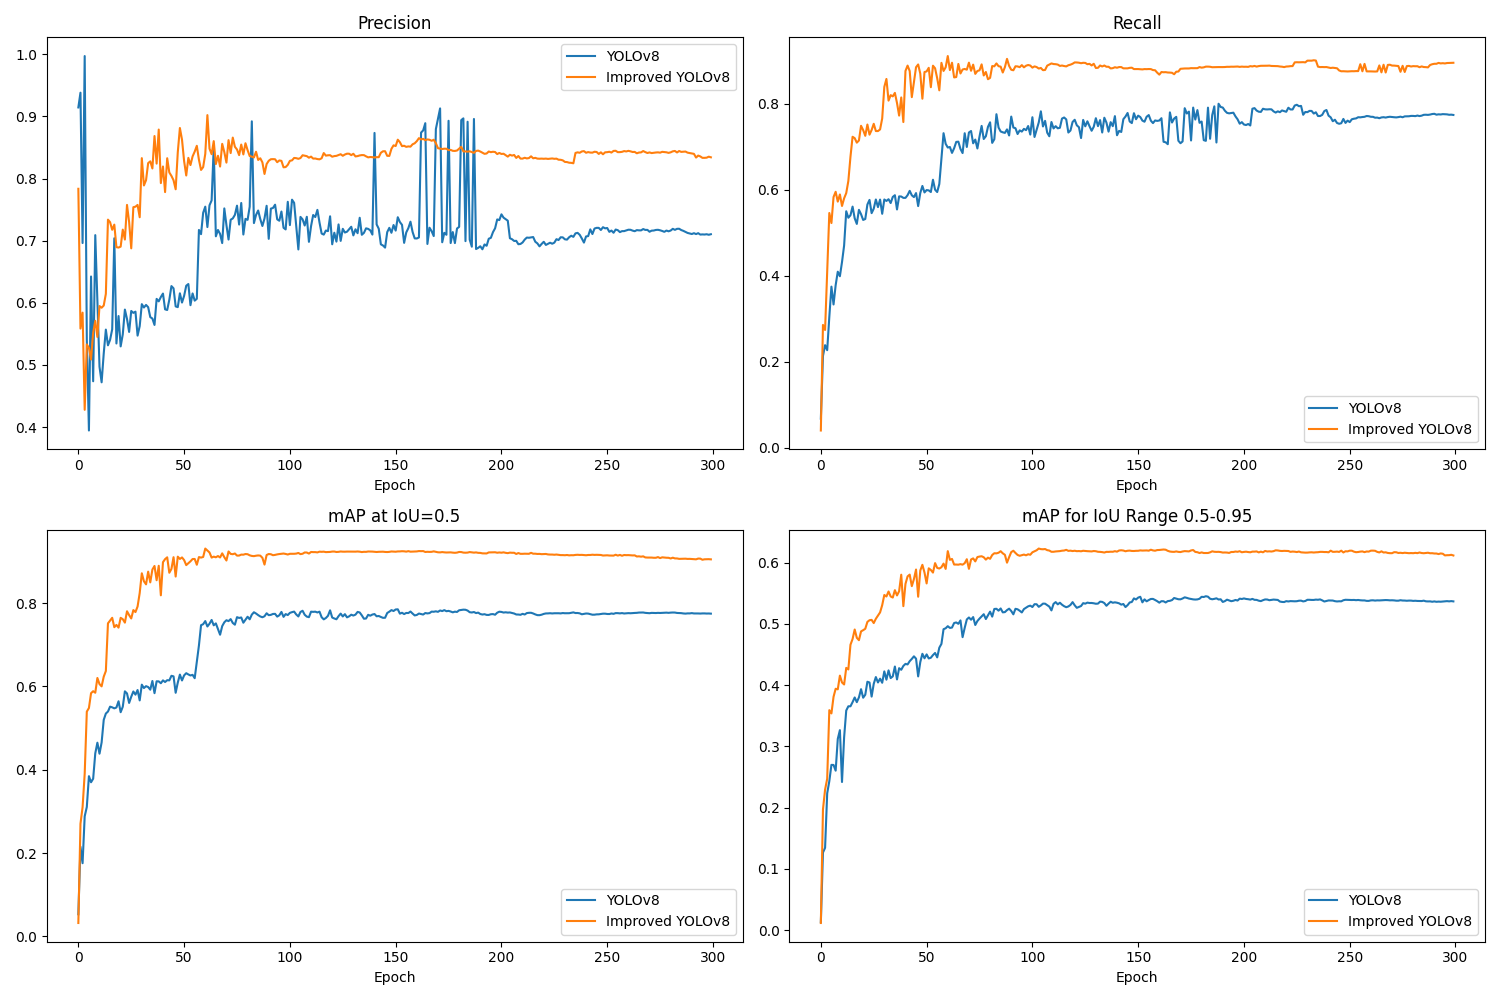 Precision
1.0
0.9
0.8
0.7
0.6
0.5
0.4
0 50 100 150 200 250 300
Epoch
YOLOv8
Improved YOLOv8
Recall
0.8
0.6
0.4
0.2
0.0
0 50 100 150 200 250 300
Epoch
YOLOv8
Improved YOLOv8
mAP at IoU=0.5
0.8
0.6
0.4
0.2
0.0
0 50 100 150 200 250 300
Epoch
YOLOv8
Improved YOLOv8
mAP for IoU Range 0.5-0.95
0.6
0.5
0.4
0.3
0.2
0.1
0.0
0 50 100 150 200 250 300
Epoch
YOLOv8
Improved YOLOv8